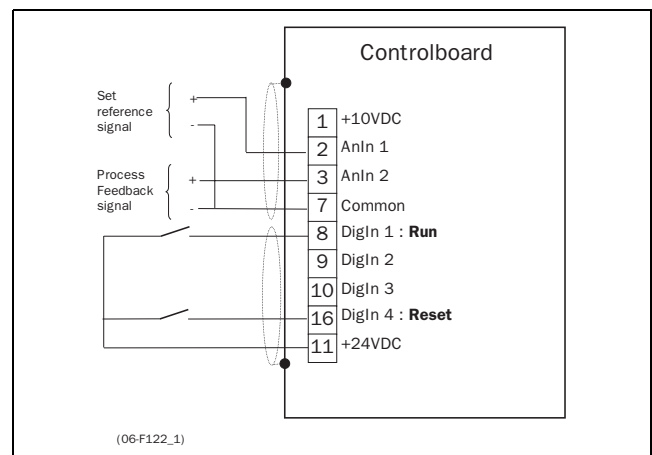 Controlboard
Set
reference
signal
+
-
Process
Feedback
signal
+
-
1 +10VDC
2 AnIn 1
3 AnIn 2
7 Common
8 DigIn 1 : Run
9 DigIn 2
10 DigIn 3
16 DigIn 4 : Reset
11 +24VDC
(06-F122_1)